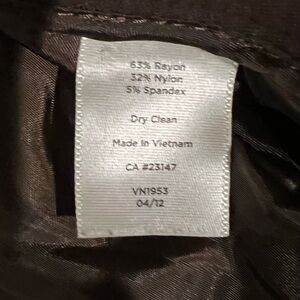 63% Rayon
32% Nylon
5% Spandex
Dry Clean
Made in Vietnam
CA #23147
VN1953
04/12